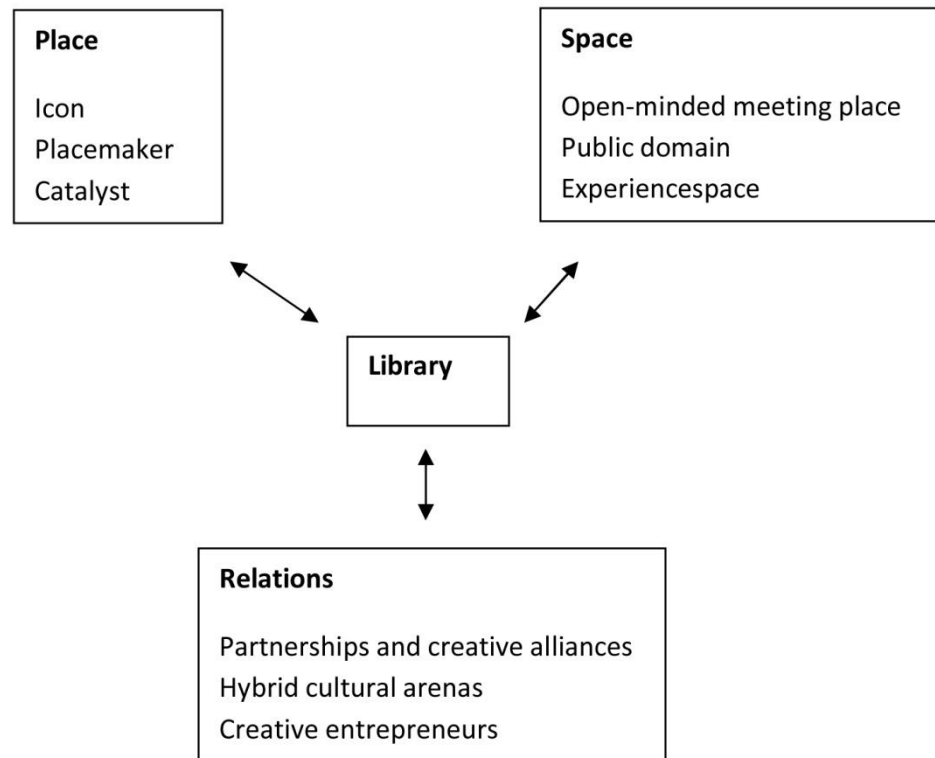 Place
Icon
Placemaker
Catalyst
Space
Open-minded meeting place
Public domain
Experiencespace
Library
Relations
Partnerships and creative alliances
Hybrid cultural arenas
Creative entrepreneurs